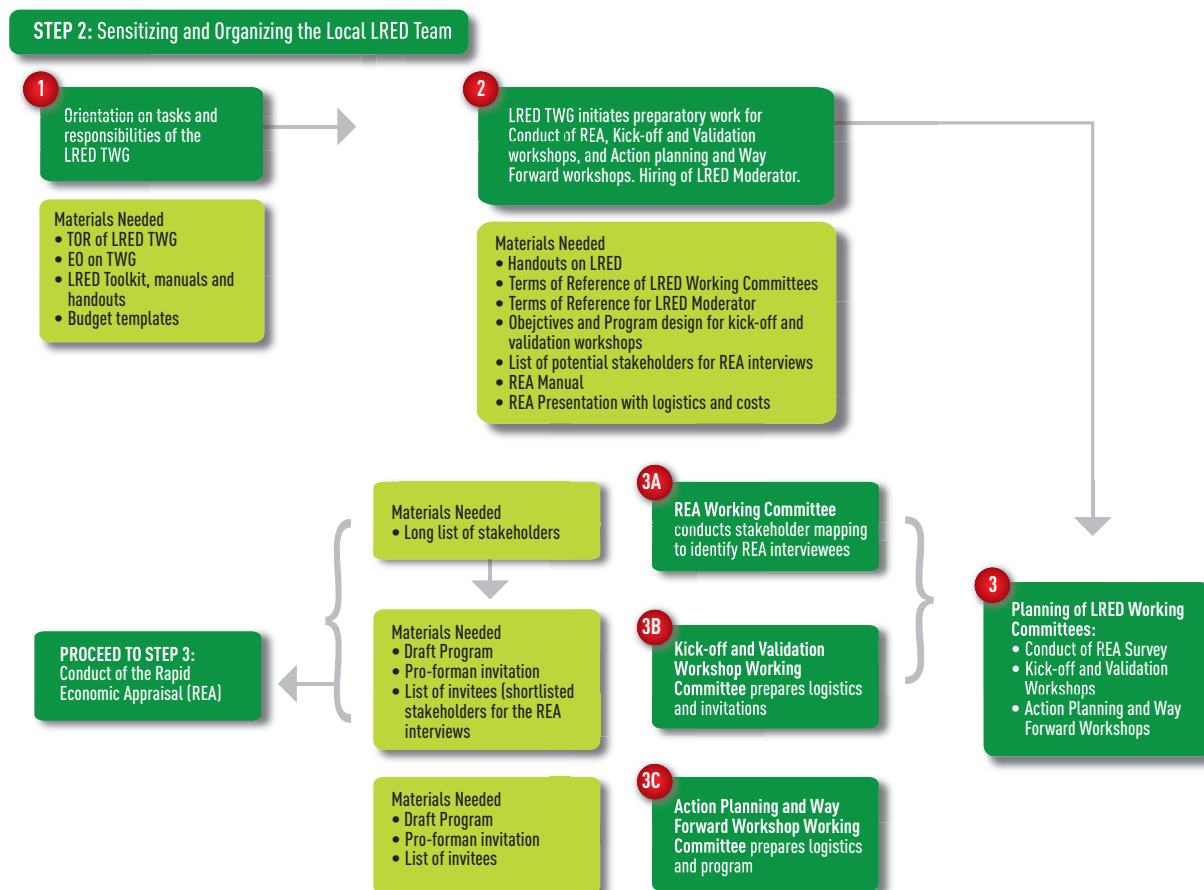 STEP 2: Sensitizing and Organizing the Local LRED Team
1
Orientation on tasks and
responsibilities of the
LRED TWG
Materials Needed
• TOR of LRED TWG
• EO on TWG
• LRED Toolkit, manuals and
handouts
• Budget templates
2
LRED TWG initiates preparatory work for
Conduct of REA, Kick-off and Validation
workshops, and Action planning and Way
Forward workshops. Hiring of LRED Moderator.
Materials Needed
• Handouts on LRED
• Terms of Reference of LRED Working Committees
• Terms of Reference for LRED Moderator
• Obejctives and Program design for kick-off and
validation workshops
• List of potential stakeholders for REA interviews
• REA Manual
• REA Presentation with logistics and costs
3
Planning of LRED Working
Committees:
• Conduct of REA Survey
• Kick-off and Validation
Workshops
• Action Planning and Way
Forward Workshops
3A
REA Working Committee
conducts stakeholder mapping
to identify REA interviewees
Materials Needed
• Long list of stakeholders
3B
Kick-off and Validation
Workshop Working
Committee prepares logistics
and invitations
Materials Needed
• Draft Program
• Pro-forman invitation
• List of invitees (shortlisted
stakeholders for the REA
interviews
3C
Action Planning and Way
Forward Workshop Working
Committee prepares logistics
and program
Materials Needed
• Draft Program
• Pro-forman invitation
• List of invitees
PROCEED TO STEP 3:
Conduct of the Rapid
Economic Appraisal (REA)